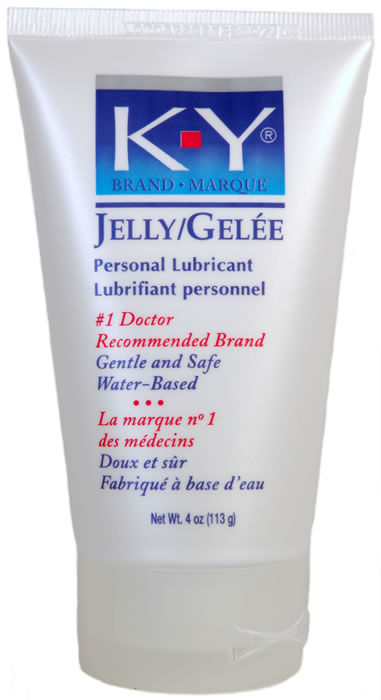 K-Y®
BRAND • MARQUE
JELLY/GELÉE
Personal Lubricant
Lubrifiant personnel
#1 Doctor
Recommended Brand
Gentle and Safe
Water-Based
•••
La marque nº 1
des médecins
Doux et sûr
Fabriqué à base d'eau
Net Wt. 4 oz (113 g)